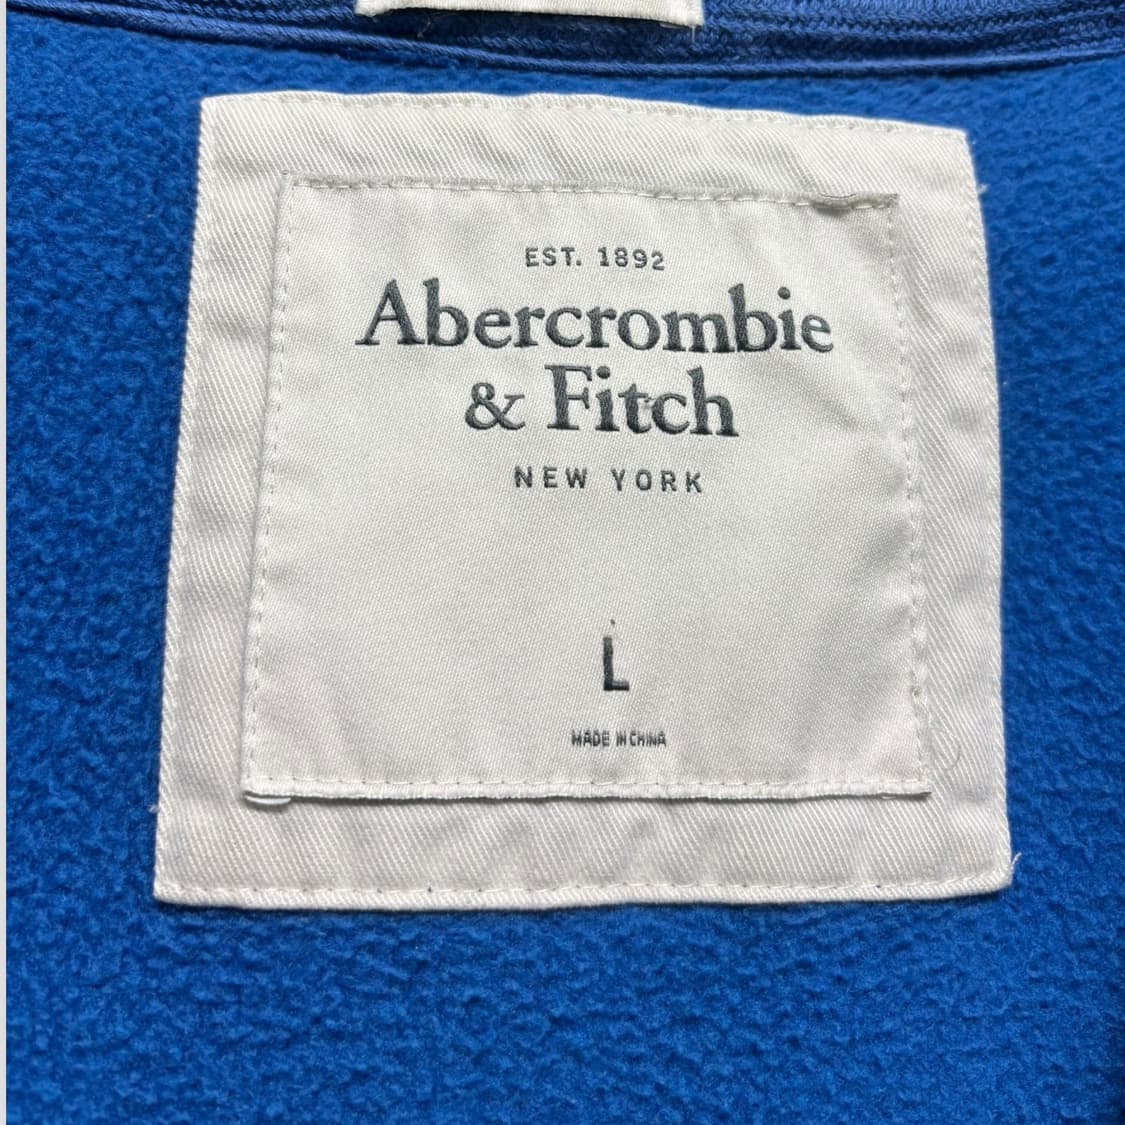 EST. 1892
Abercrombie
& Fitch
NEW YORK
L
MADE IN CHINA